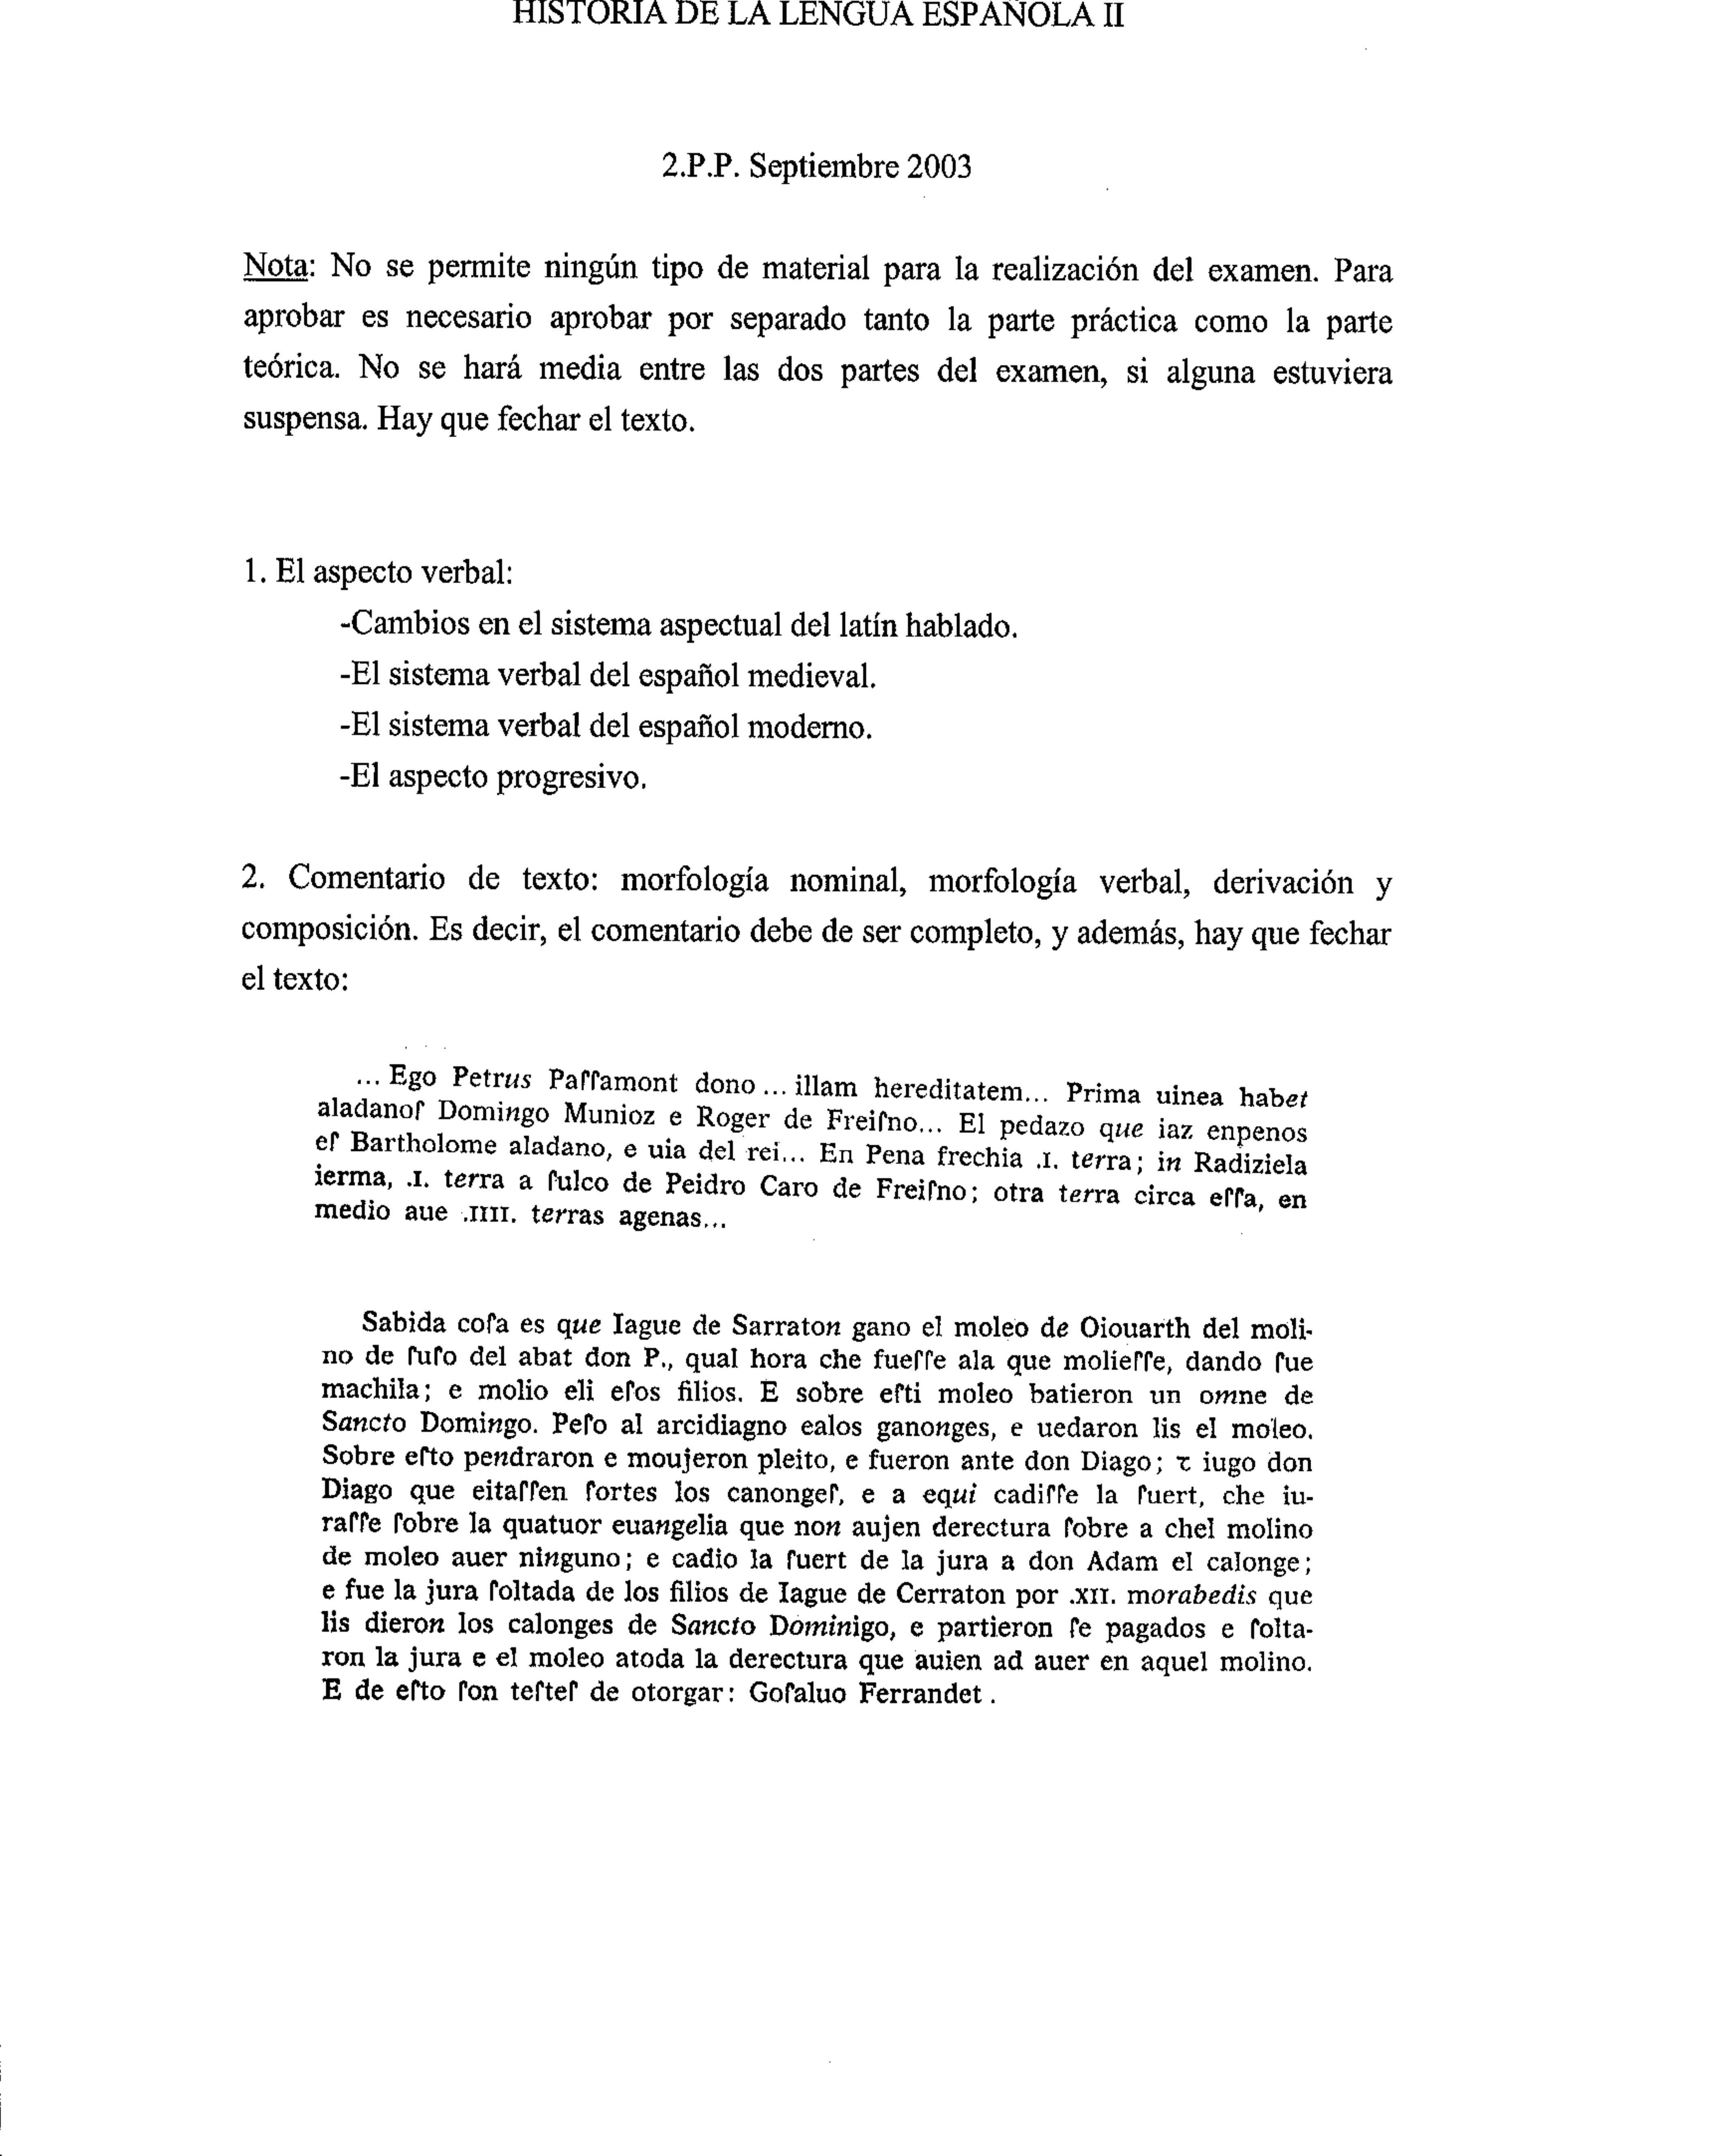 HISTORIA DE LA LENGUA ESPAÑOLA II
2.P.P. Septiembre 2003
Nota: No se permite ningún tipo de material para la realización del examen. Para
aprobar es necesario aprobar por separado tanto la parte práctica como la parte
teórica. No se hará media entre las dos partes del examen, si alguna estuviera
suspensa. Hay que fechar el texto.
1. El aspecto verbal:
-Cambios en el sistema aspectual del latín hablado.
-El sistema verbal del español medieval.
-El sistema verbal del español moderno.
-El aspecto progresivo.
2. Comentario de texto: morfología nominal, morfología verbal, derivación y
composición. Es decir, el comentario debe de ser completo, y además, hay que fechar
el texto:
... Ego Petrus Paſſamont dono ... illam hereditatem... Prima uinea habet
aladanoſ Domingo Munioz e Roger de Freiſno... El pedazo que iaz enpenos
eſ Bartholome aladano, e uia del rei... En Pena frechia .I. terra; in Radiziela
ierma, .I. terra a ſulco de Peidro Caro de Freiſno; otra terra circa eſſa, en
medio aue .IIII. terras agenas...
Sabida coſa es que Iague de Sarraton gano el moleo de Oiouarth del moli-
no de ſuſo del abat don P., qual hora che fueſſe ala que molieſſe, dando ſue
machila; e molio eli eſos filios. E sobre eſti moleo batieron un omne de
Sancto Domingo. Peſo al arcidiagno ealos ganonges, e uedaron lis el moleo.
Sobre eſto pendraron e moujeron pleito, e fueron ante don Diago; τ iugo don
Diago que eitaſſen ſortes los canongeſ, e a equi cadiſſe la ſuert, che iu-
raſſe ſobre la quatuor euangelia que non aujen derectura ſobre a chel molino
de moleo auer ninguno; e cadio la ſuert de la jura a don Adam el calonge;
e fue la jura ſoltada de los filios de Iague de Cerraton por .XII. morabedis que
lis dieron los calonges de Sancto Dominigo, e partieron ſe pagados e ſolta-
ron la jura e el moleo atoda la derectura que auien ad auer en aquel molino.
E de eſto ſon teſteſ de otorgar: Goſaluo Ferrandet .